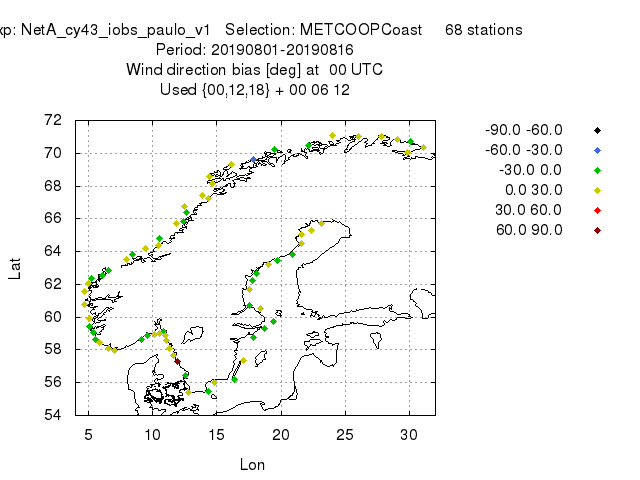 xp: NetA_cy43_iobs_paulo_v1 Selection: METCOOPCoast 68 stations
Period: 20190801-20190816
Wind direction bias [deg] at 00 UTC
Used {00,12,18} + 00 06 12
72
70
68
66
64
62
60
58
56
54
Lat
5 10 15 20 25 30
Lon
-90.0 -60.0
-60.0 -30.0
-30.0 0.0
0.0 30.0
30.0 60.0
60.0 90.0